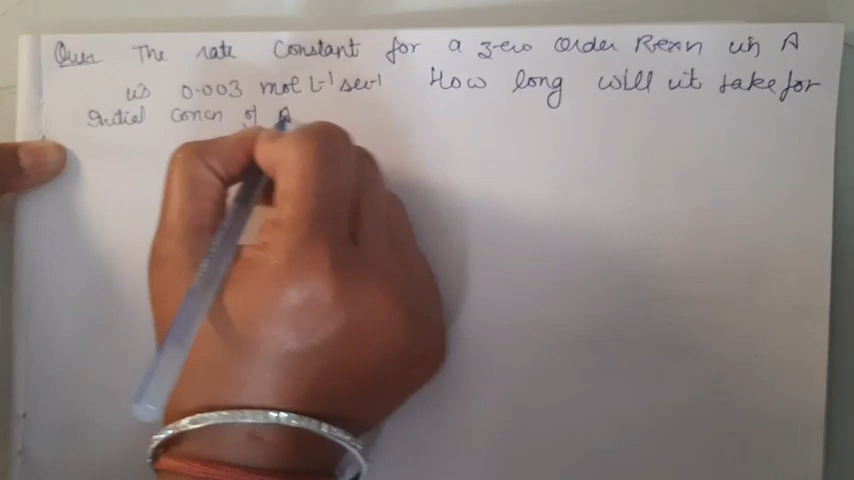 Ques The rate Constant for a zero order Rexn in A
is 0.003 mol L⁻¹ sec⁻¹ How long will it take for
Initial Concn of A